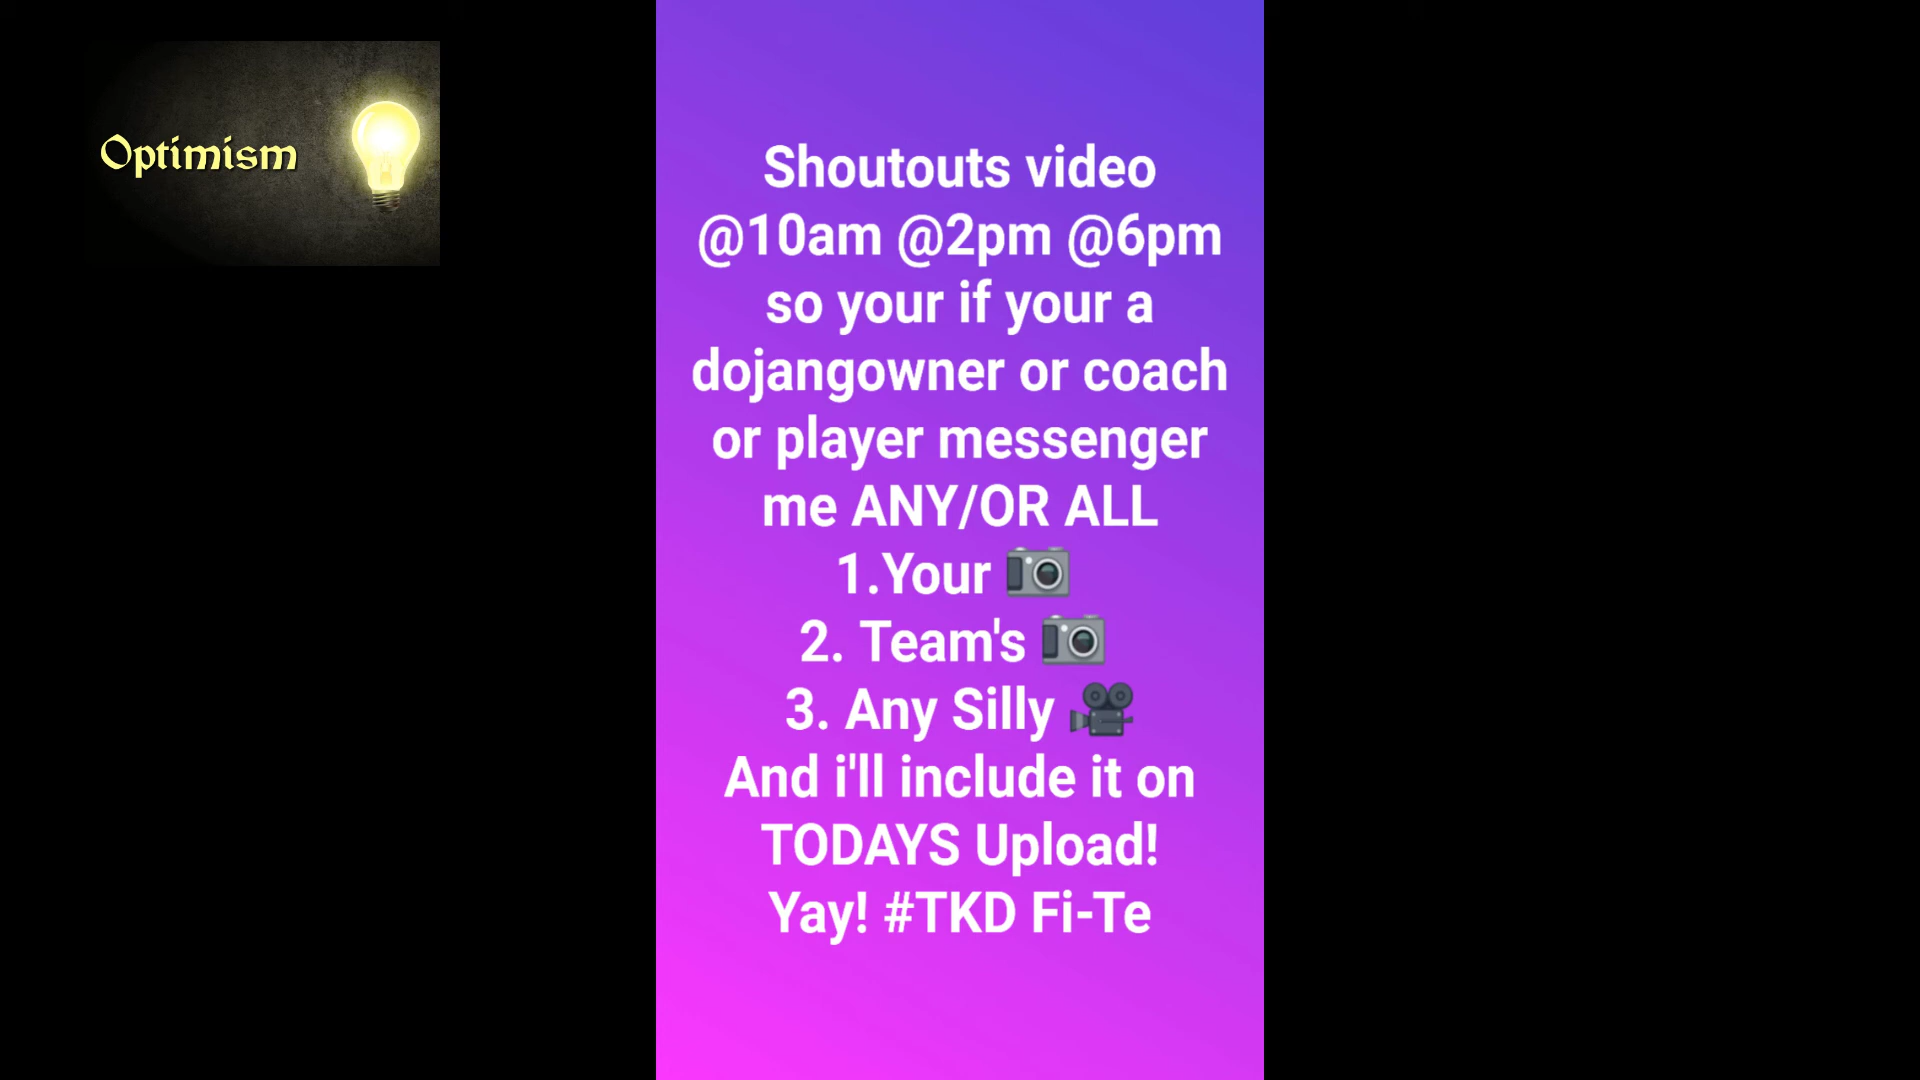 Optimism
Shoutouts video
@10am @2pm @6pm
so your if your a
dojangowner or coach
or player messenger
me ANY/OR ALL
1.Your 📷
2. Team's 📷
3. Any Silly 🎥
And i'll include it on
TODAYS Upload!
Yay! #TKD Fi-Te